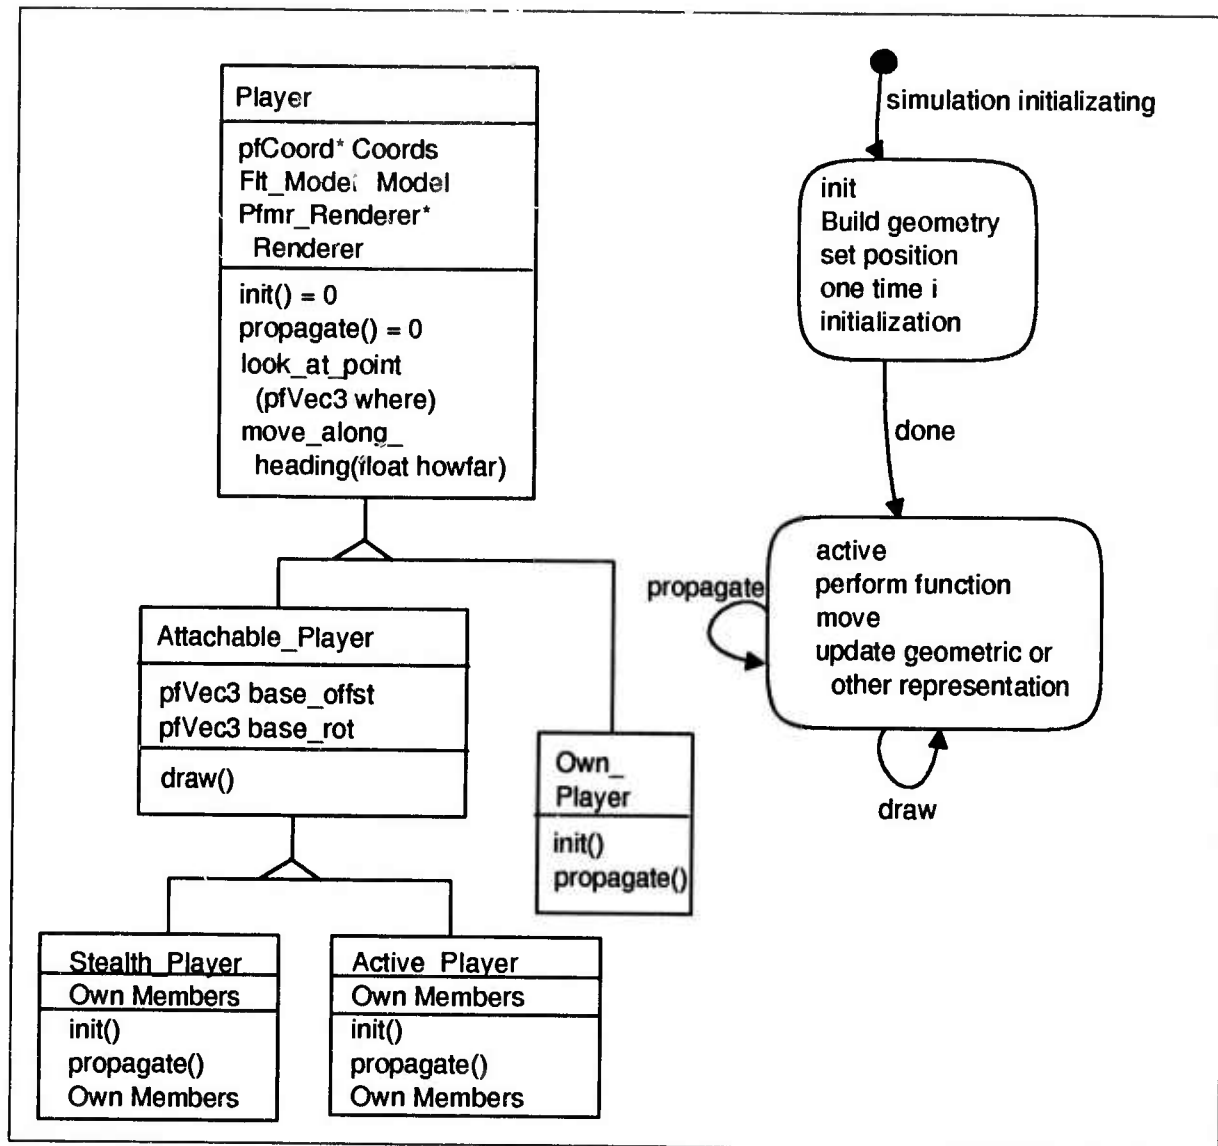 Player
pfCoord* Coords
Flt_Model Model
Pfmr_Renderer*
Renderer
init() = 0
propagate() = 0
look_at_point
(pfVec3 where)
move_along_
heading(float howfar)
Attachable_Player
pfVec3 base_offst
pfVec3 base_rot
draw()
Own_
Player
init()
propagate()
Stealth_Player
Own Members
init()
propagate()
Own Members
Active_Player
Own Members
init()
propagate()
Own Members
simulation initializating
init
Build geometry
set position
one time i
initialization
done
active
perform function
move
update geometric or
other representation
propagate
draw